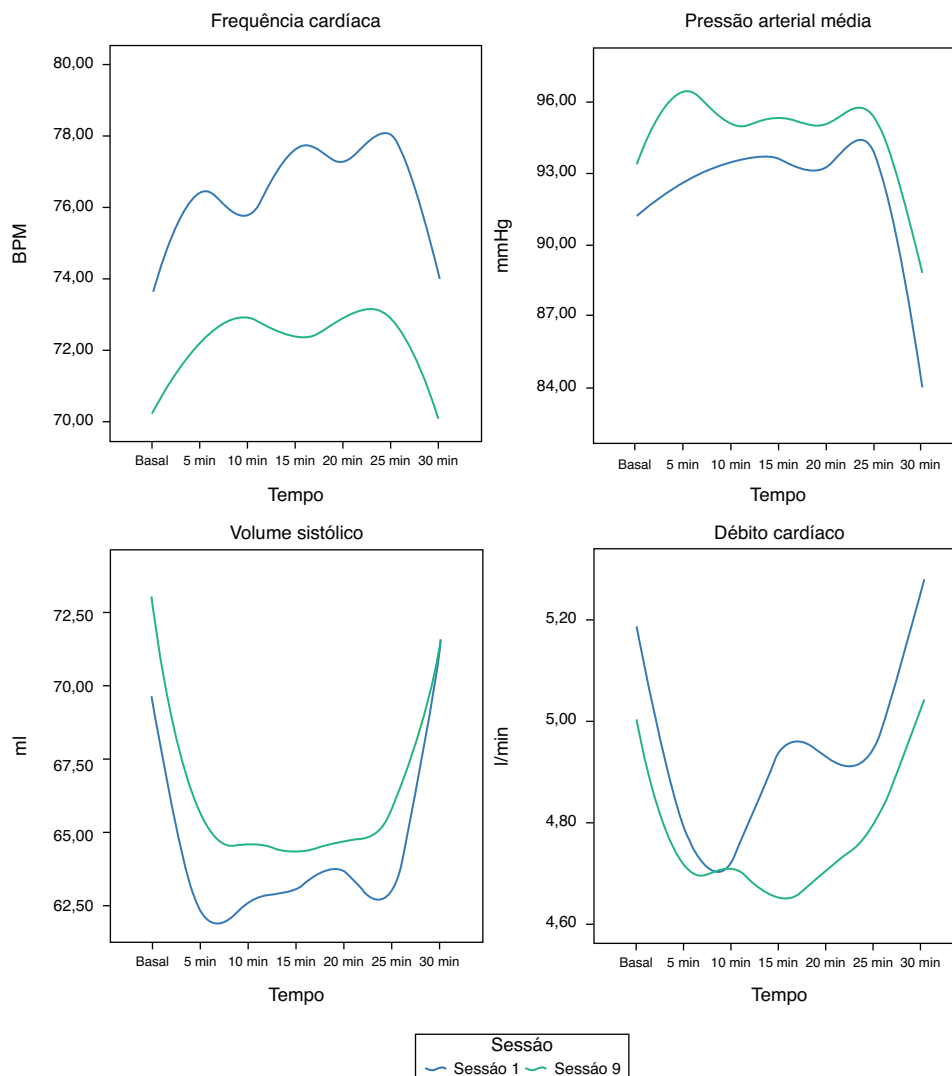 Frequência cardíaca
80,00
78,00
76,00
74,00
72,00
70,00
BPM
Basal 5 min 10 min 15 min 20 min 25 min 30 min
Tempo
Pressão arterial média
96,00
93,00
90,00
87,00
84,00
mmHg
Basal 5 min 10 min 15 min 20 min 25 min 30 min
Tempo
Volume sistólico
72,50
70,00
67,50
65,00
62,50
ml
Basal 5 min 10 min 15 min 20 min 25 min 30 min
Tempo
Débito cardíaco
5,20
5,00
4,80
4,60
l/min
Basal 5 min 10 min 15 min 20 min 25 min 30 min
Tempo
Sessáo
Sessáo 1 Sessáo 9